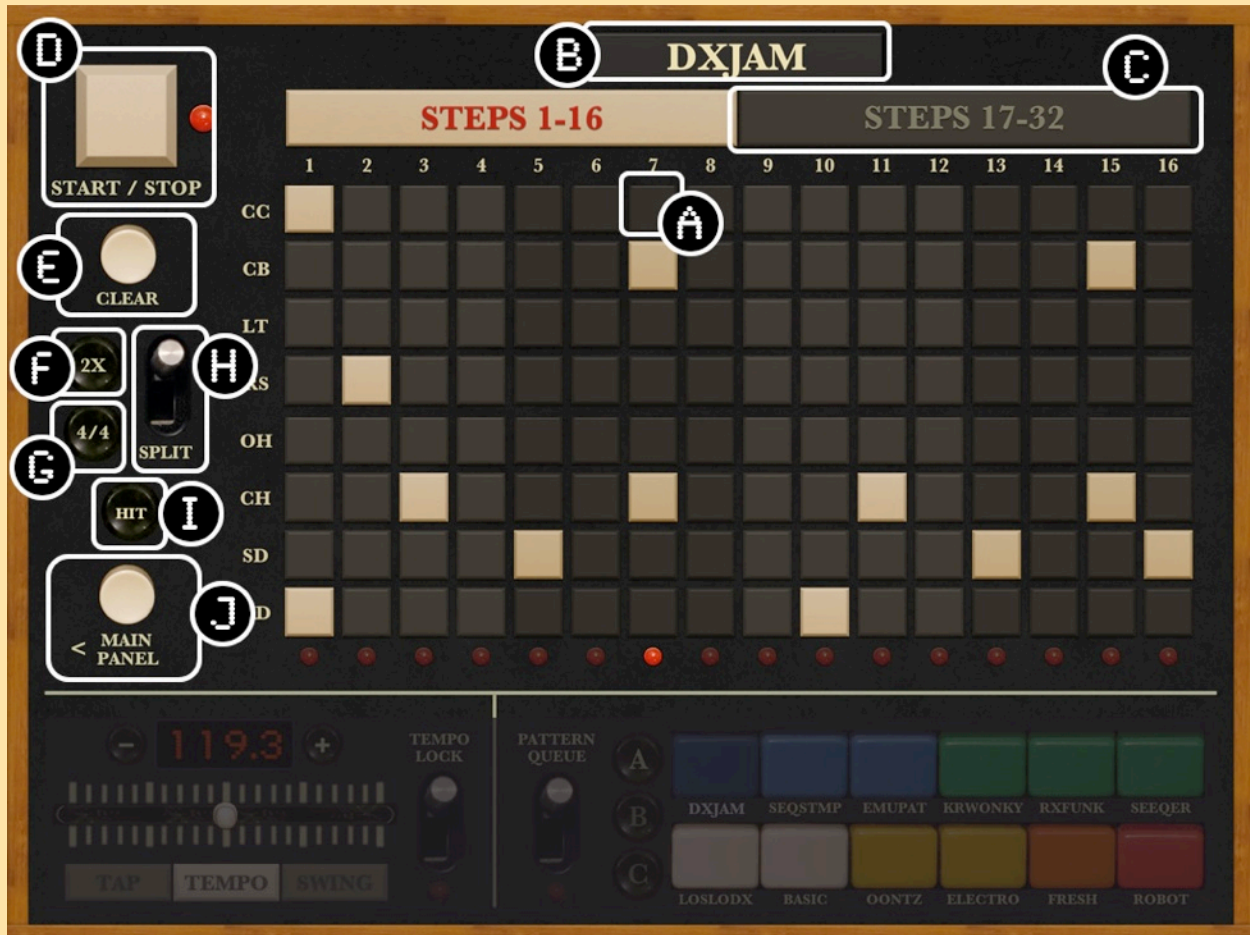 D
B
DXJAM
C
STEPS 1-16
STEPS 17-32
START / STOP
1 2 3 4 5 6 7 8 9 10 11 12 13 14 15 16
CC
A
E
CLEAR
CB
LT
F
2X
H
RS
G
4/4
SPLIT
OH
CH
HIT
I
SD
J
D
< MAIN
PANEL
- 119.3 +
TEMPO
LOCK
PATTERN
QUEUE
A
B
C
DXJAM SEQSTMP EMUPAT KRWONKY RXFUNK SEEQER
TAP TEMPO SWING
LOSLODX BASIC OONTZ ELECTRO FRESH ROBOT